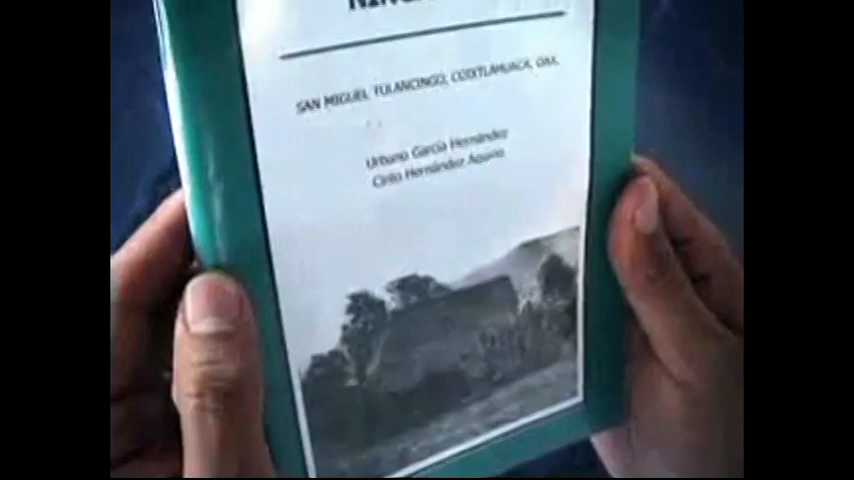 SAN MIGUEL TULANCINGO, COIXTLAHUACA, OAX.
Urbano García Hernández
Cirilo Hernández Aquino